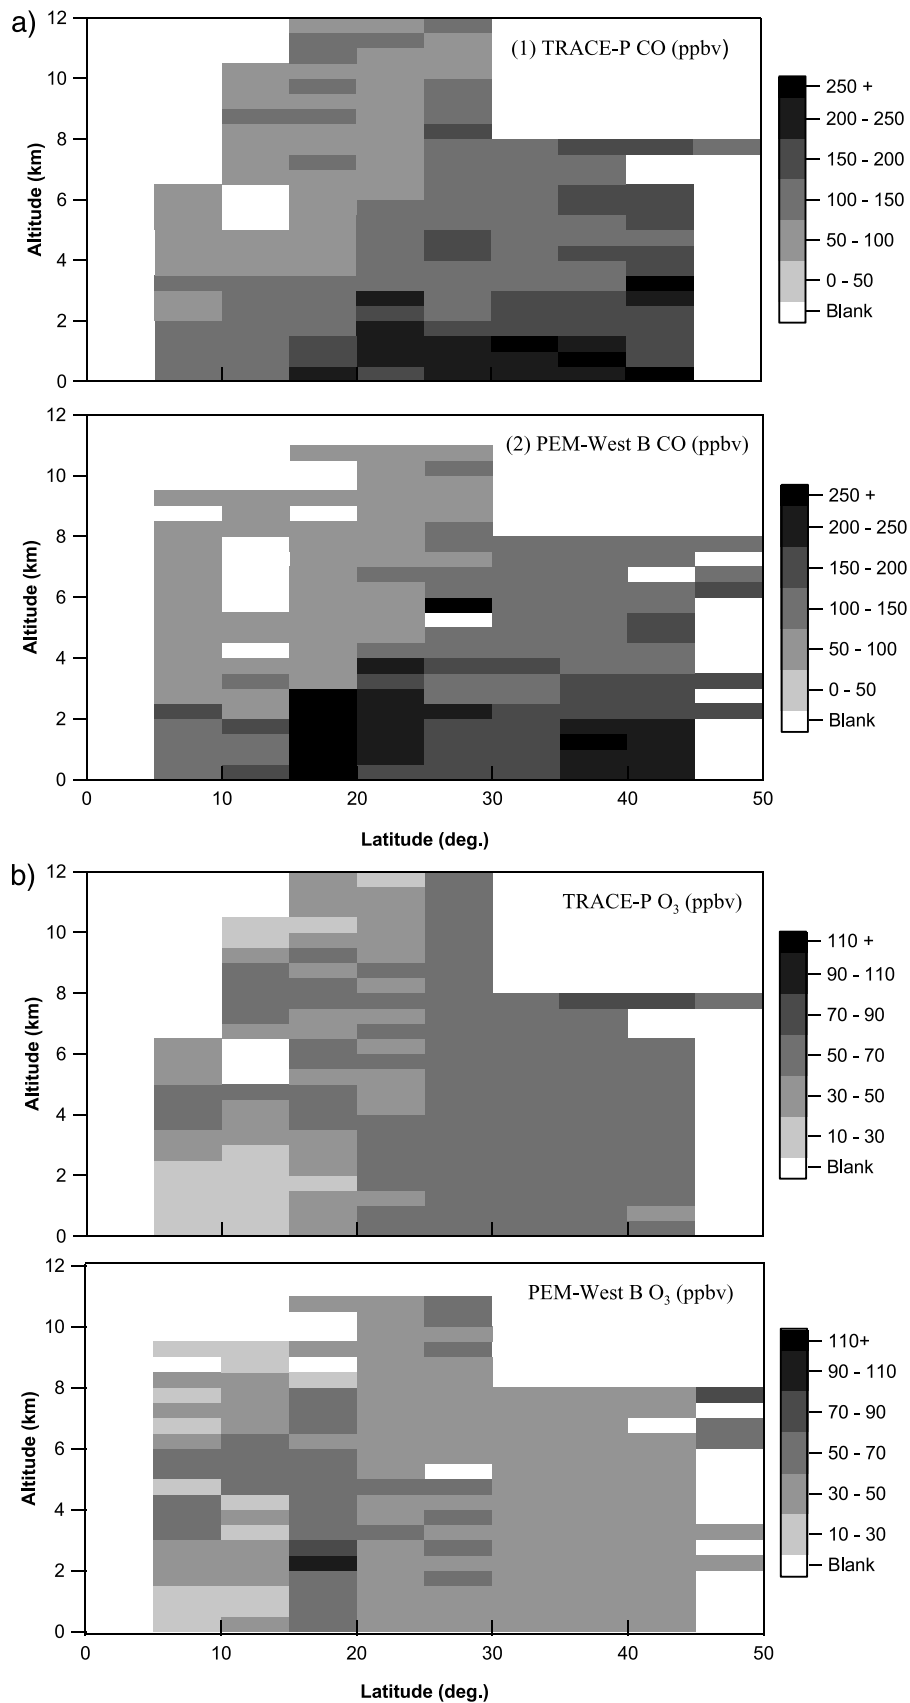 a)
(1) TRACE-P CO (ppbv)
12
10
8
6
4
2
0
Altitude (km)
250 +
200 - 250
150 - 200
100 - 150
50 - 100
0 - 50
Blank
(2) PEM-West B CO (ppbv)
12
10
8
6
4
2
0
Altitude (km)
250 +
200 - 250
150 - 200
100 - 150
50 - 100
0 - 50
Blank
0 10 20 30 40 50
Latitude (deg.)
b)
TRACE-P O₃ (ppbv)
12
10
8
6
4
2
0
Altitude (km)
110 +
90 - 110
70 - 90
50 - 70
30 - 50
10 - 30
Blank
PEM-West B O₃ (ppbv)
12
10
8
6
4
2
0
Altitude (km)
110+
90 - 110
70 - 90
50 - 70
30 - 50
10 - 30
Blank
0 10 20 30 40 50
Latitude (deg.)